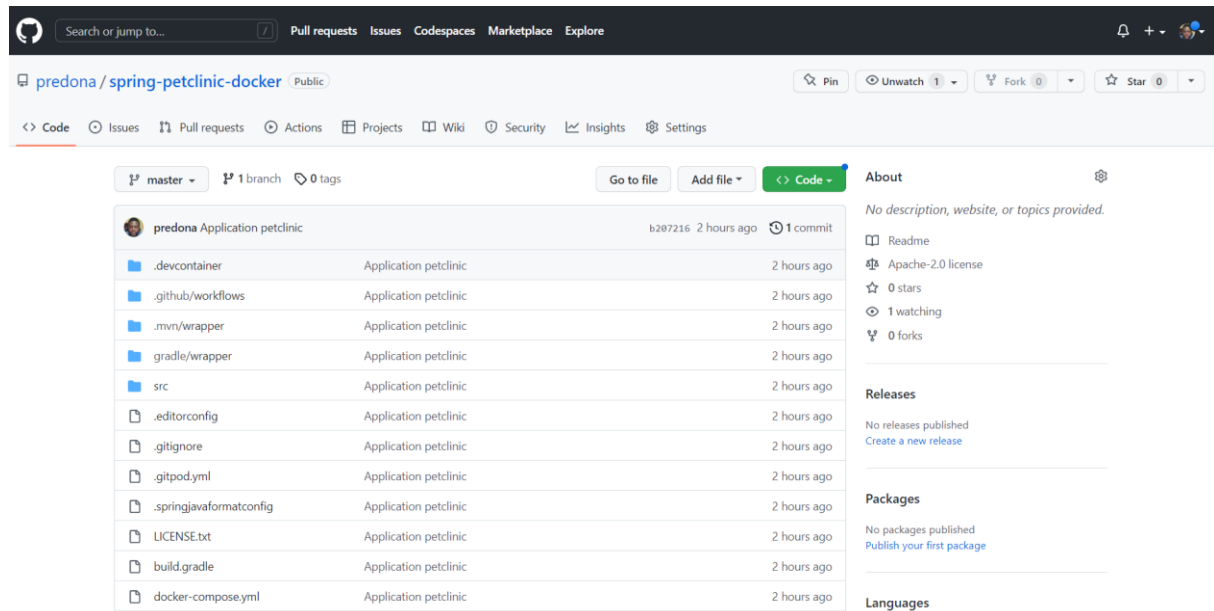 Search or jump to... / Pull requests Issues Codespaces Marketplace Explore
predona / spring-petclinic-docker Public Pin Unwatch 1 Fork 0 Star 0
<> Code Issues Pull requests Actions Projects Wiki Security Insights Settings
master 1 branch 0 tags Go to file Add file <> Code
predona Application petclinic b207216 2 hours ago 1 commit
.devcontainer Application petclinic 2 hours ago
.github/workflows Application petclinic 2 hours ago
.mvn/wrapper Application petclinic 2 hours ago
gradle/wrapper Application petclinic 2 hours ago
src Application petclinic 2 hours ago
.editorconfig Application petclinic 2 hours ago
.gitignore Application petclinic 2 hours ago
.gitpod.yml Application petclinic 2 hours ago
.springjavaformatconfig Application petclinic 2 hours ago
LICENSE.txt Application petclinic 2 hours ago
build.gradle Application petclinic 2 hours ago
docker-compose.yml Application petclinic 2 hours ago
About
No description, website, or topics provided.
Readme
Apache-2.0 license
0 stars
1 watching
0 forks
Releases
No releases published
Create a new release
Packages
No packages published
Publish your first package
Languages